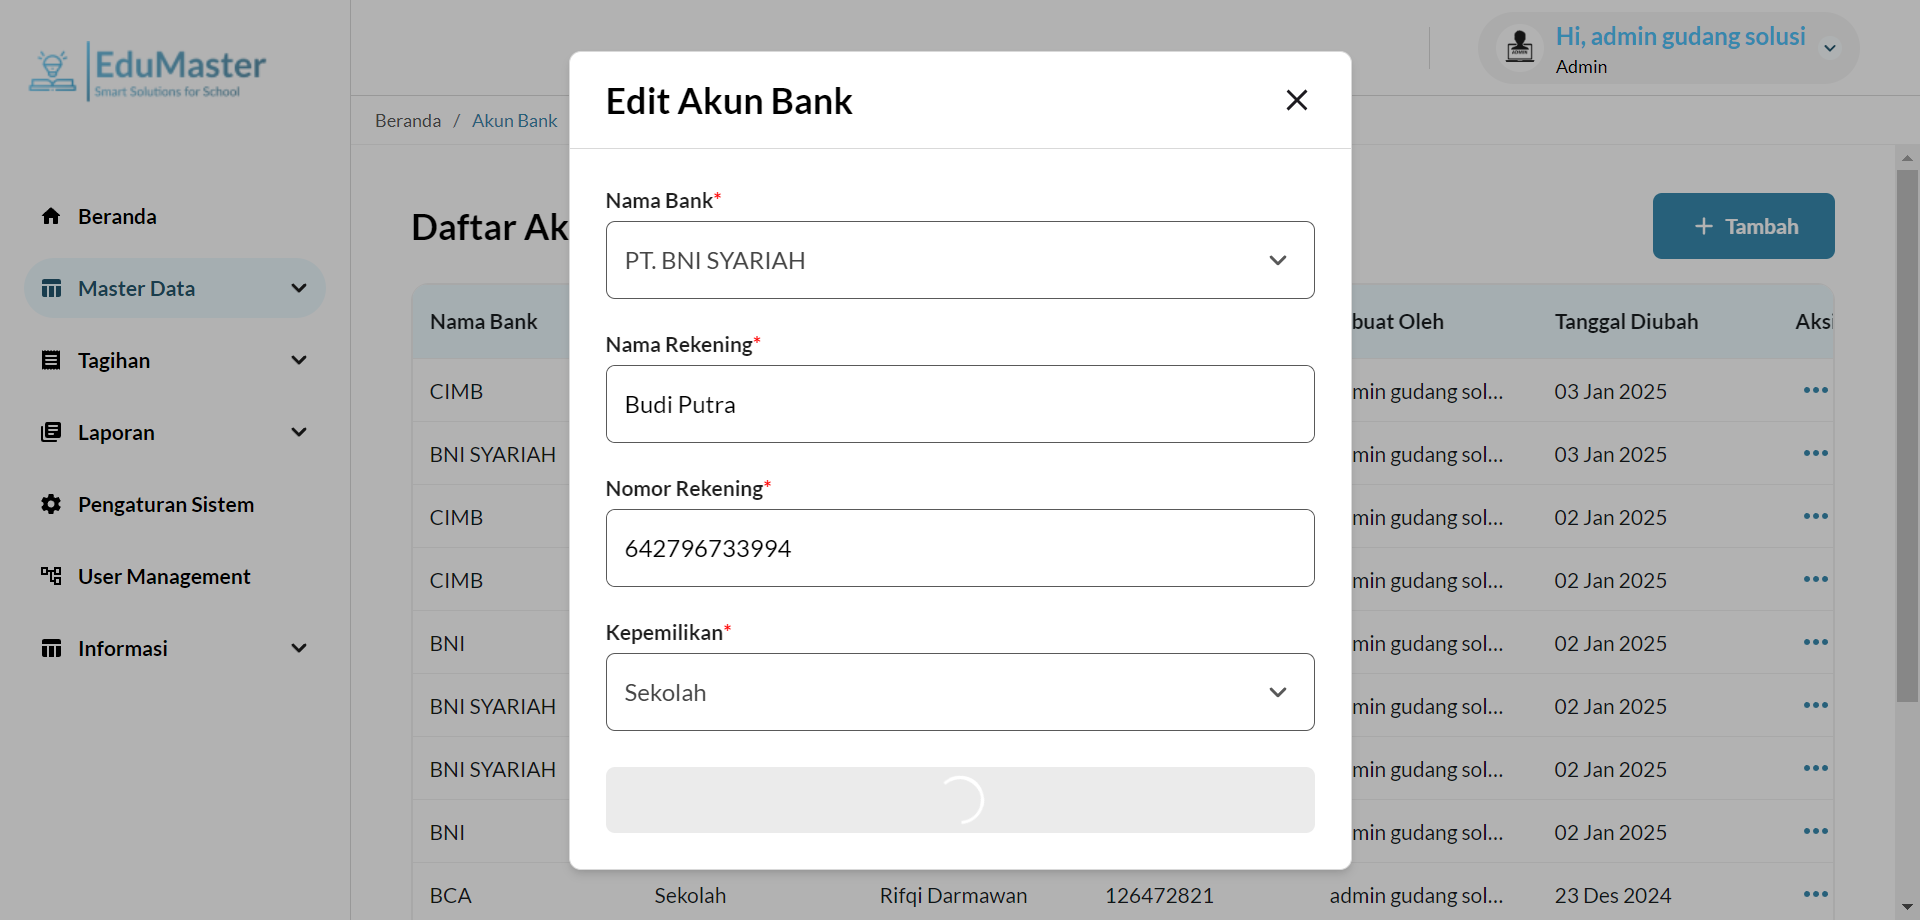 EduMaster
Smart Solutions for School
Hi, admin gudang solusi
Admin
Beranda / Akun Bank
Beranda
Master Data
Tagihan
Laporan
Pengaturan Sistem
User Management
Informasi
Daftar Ak
+ Tambah
Nama Bank buat Oleh Tanggal Diubah Aksi
CIMB min gudang sol... 03 Jan 2025
BNI SYARIAH min gudang sol... 03 Jan 2025
CIMB min gudang sol... 02 Jan 2025
CIMB min gudang sol... 02 Jan 2025
BNI min gudang sol... 02 Jan 2025
BNI SYARIAH min gudang sol... 02 Jan 2025
BNI SYARIAH min gudang sol... 02 Jan 2025
BNI min gudang sol... 02 Jan 2025
BCA Sekolah Rifqi Darmawan 126472821 admin gudang sol... 23 Des 2024
Edit Akun Bank
Nama Bank*
PT. BNI SYARIAH
Nama Rekening*
Budi Putra
Nomor Rekening*
642796733994
Kepemilikan*
Sekolah